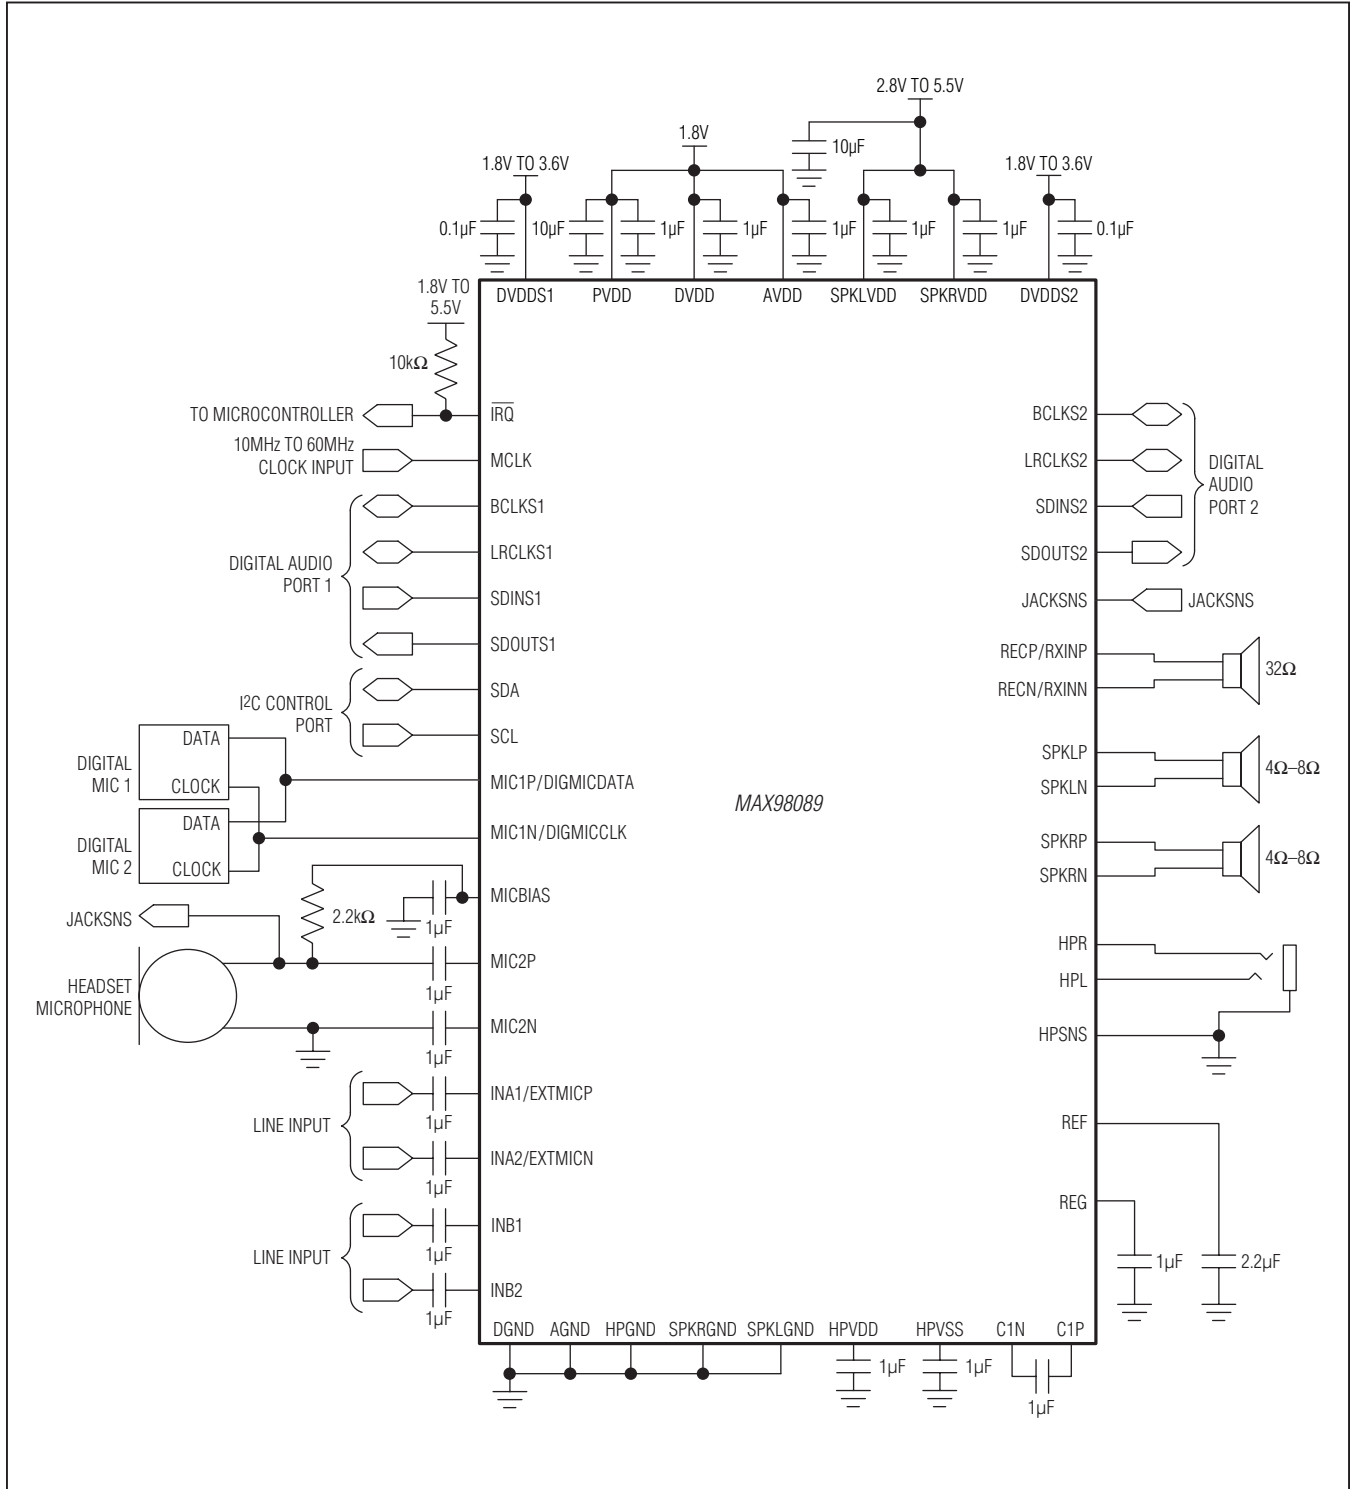 2.8V TO 5.5V
1.8V
10µF
1.8V TO 3.6V
1.8V TO 3.6V
0.1µF
10µF
1µF
1µF
1µF
1µF
1µF
0.1µF
1.8V TO
5.5V
DVDDS1
PVDD
DVDD
AVDD
SPKLVDD
SPKRVDD
DVDDS2
10kΩ
TO MICROCONTROLLER
IRQ
10MHz TO 60MHz
CLOCK INPUT
MCLK
DIGITAL AUDIO
PORT 1
BCLKS1
LRCLKS1
SDINS1
SDOUTS1
I²C CONTROL
PORT
SDA
SCL
DIGITAL
MIC 1
DATA
CLOCK
MIC1P/DIGMICDATA
DIGITAL
MIC 2
DATA
CLOCK
MIC1N/DIGMICCLK
MICBIAS
1µF
2.2kΩ
JACKSNS
HEADSET
MICROPHONE
MIC2P
1µF
MIC2N
1µF
LINE INPUT
INA1/EXTMICP
1µF
INA2/EXTMICN
1µF
LINE INPUT
INB1
1µF
INB2
1µF
MAX98089
BCLKS2
LRCLKS2
SDINS2
SDOUTS2
DIGITAL
AUDIO
PORT 2
JACKSNS
JACKSNS
RECP/RXINP
RECN/RXINN
32Ω
SPKLP
SPKLN
4Ω–8Ω
SPKRP
SPKRN
4Ω–8Ω
HPR
HPL
HPSNS
REF
REG
1µF
2.2µF
DGND
AGND
HPGND
SPKRGND
SPKLGND
HPVDD
HPVSS
C1N
C1P
1µF
1µF
1µF